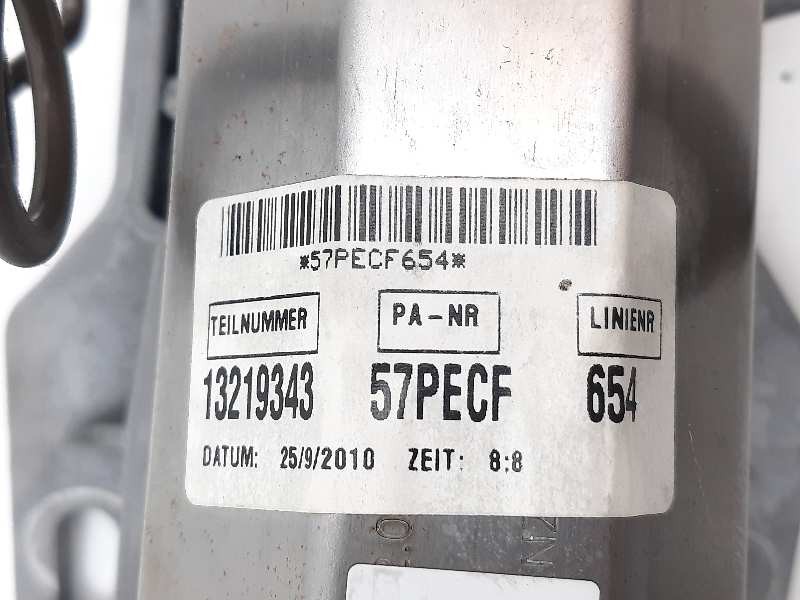 *57PECF654*
TEILNUMMER PA-NR LINIENR
13219343 57PECF 654
DATUM: 25/9/2010 ZEIT: 8:8